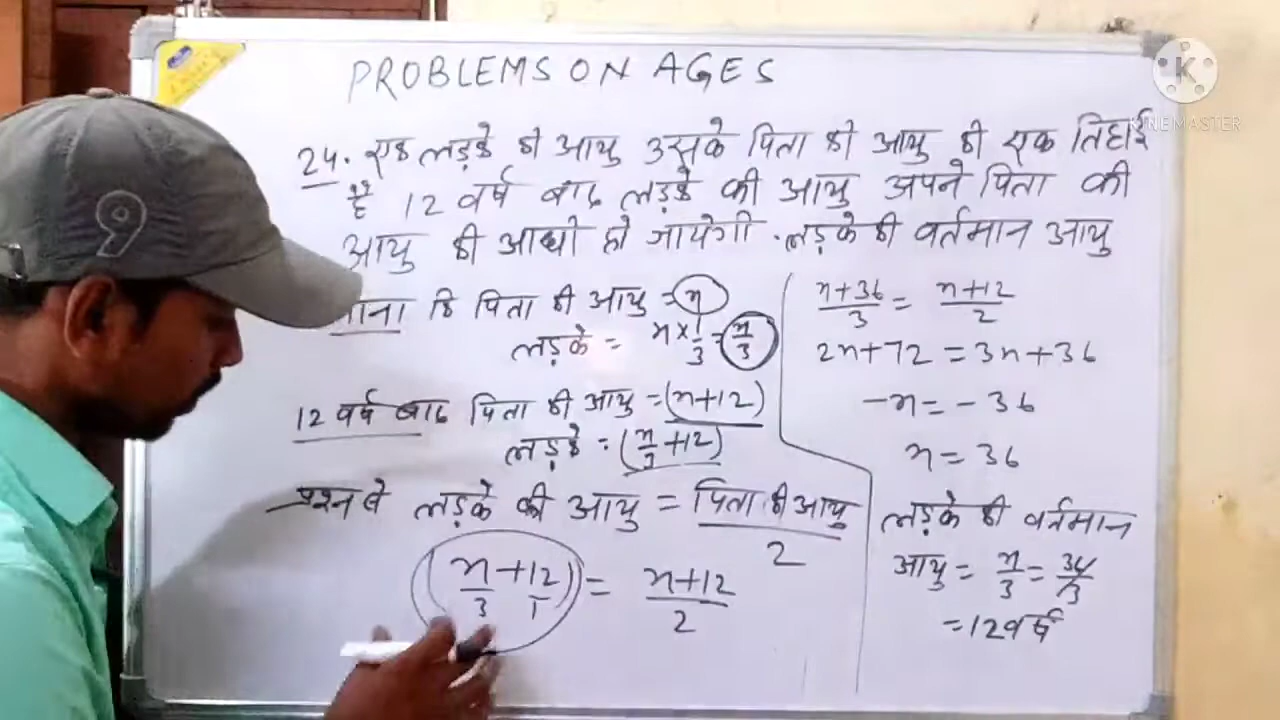 PROBLEMS ON AGES
24. एक लड़के की आयु उसके पिता की आयु की एक तिहाई
है 12 वर्ष बाद लड़के की आयु अपने पिता की
आयु की आधी हो जायेगी . लड़के की वर्तमान आयु
माना कि पिता की आयु = x
लड़के = x × 1/3 = x/3
12 वर्ष बाद पिता की आयु = (x+12)
लड़के = (x/3 +12)
प्रश्न से लड़के की आयु = पिता की आयु/2
(x/3 + 12/1) = x+12/2
x+36/3 = x+12/2
2x+72 = 3x+36
-x = -36
x = 36
लड़के की वर्तमान
आयु = x/3 = 36/3
=12 वर्ष
K
KINEMASTER
9